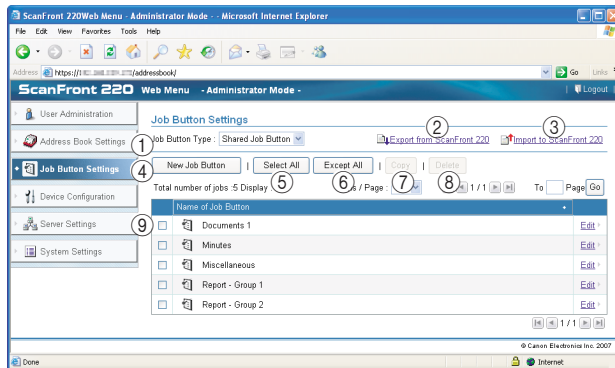 ScanFront 220Web Menu - Administrator Mode - - Microsoft Internet Explorer
File Edit View Favorites Tools Help
Address https:// /addressbook/ Go Links
ScanFront 220 Web Menu - Administrator Mode - Logout
User Administration
Address Book Settings
Job Button Settings
Device Configuration
Server Settings
System Settings
Job Button Settings
① Job Button Type : Shared Job Button ② Export from ScanFront 220 ③ Import to ScanFront 220
④ New Job Button | Select All | Except All | Copy | Delete
Total number of jobs :5 Display ⑤ ⑥ s / Page : ⑦ ⑧ 1 / 1 To Page Go
Name of Job Button
⑨ Documents 1 Edit
Minutes Edit
Miscellaneous Edit
Report - Group 1 Edit
Report - Group 2 Edit
1 / 1
© Canon Electronics Inc. 2007
Done Internet